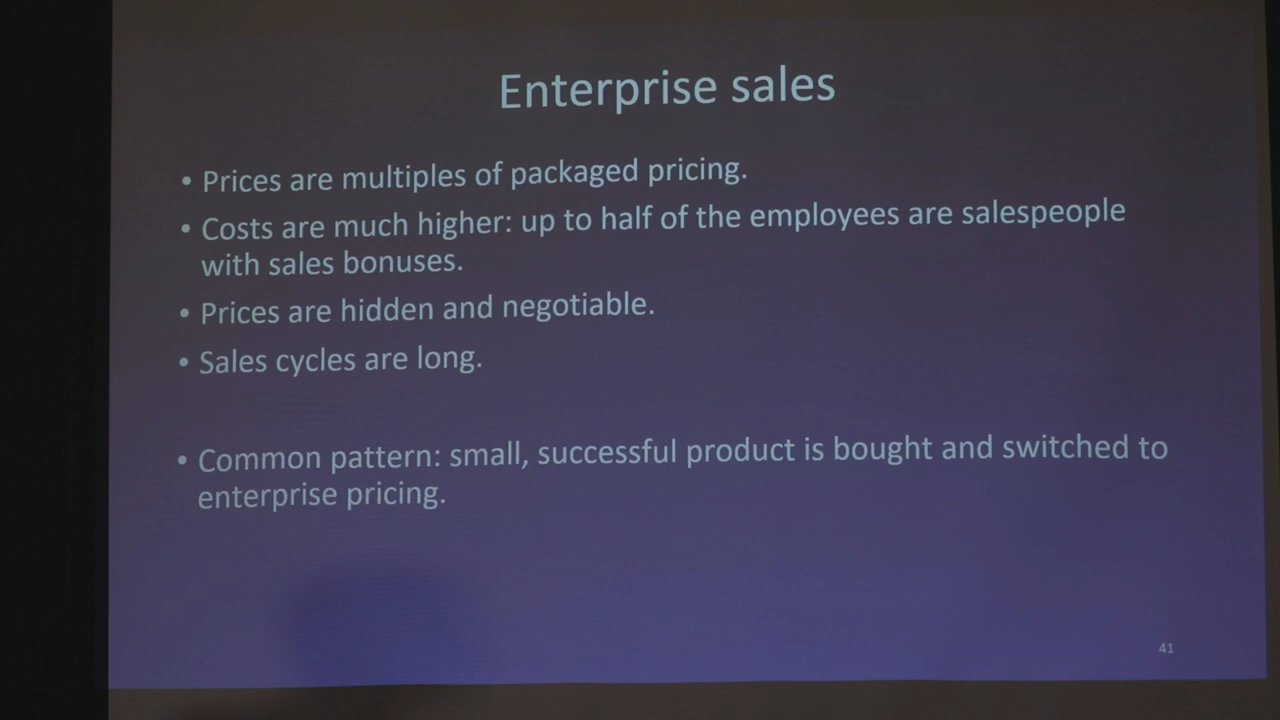 Enterprise sales
• Prices are multiples of packaged pricing.
• Costs are much higher: up to half of the employees are salespeople
with sales bonuses.
• Prices are hidden and negotiable.
• Sales cycles are long.
• Common pattern: small, successful product is bought and switched to
enterprise pricing.
41